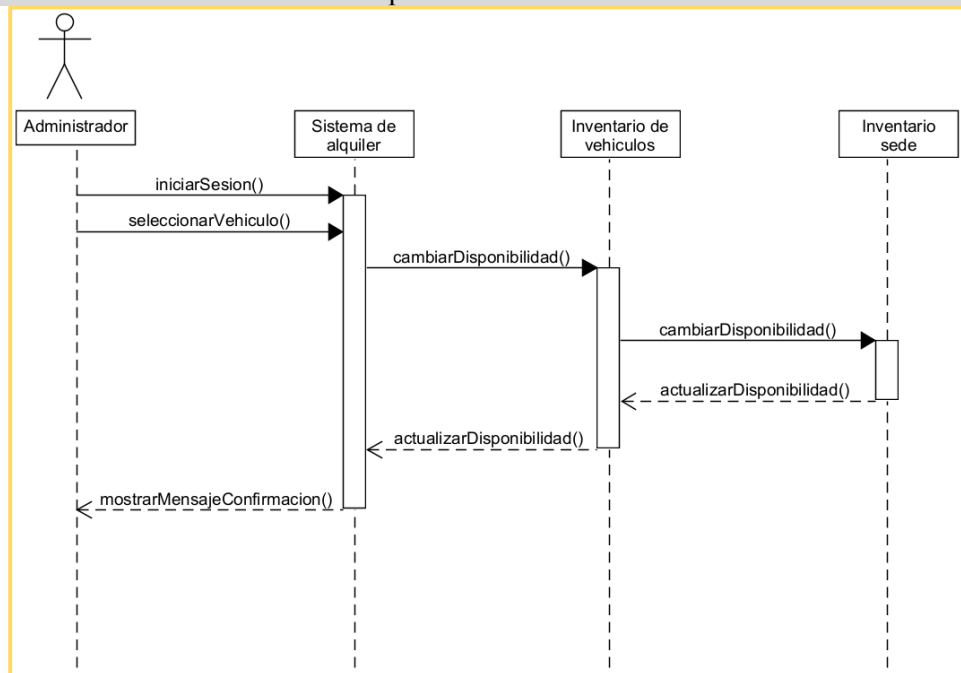 Administrador
Sistema de
alquiler
Inventario de
vehiculos
Inventario
sede
iniciarSesion()
seleccionarVehiculo()
cambiarDisponibilidad()
cambiarDisponibilidad()
actualizarDisponibilidad()
actualizarDisponibilidad()
mostrarMensajeConfirmacion()